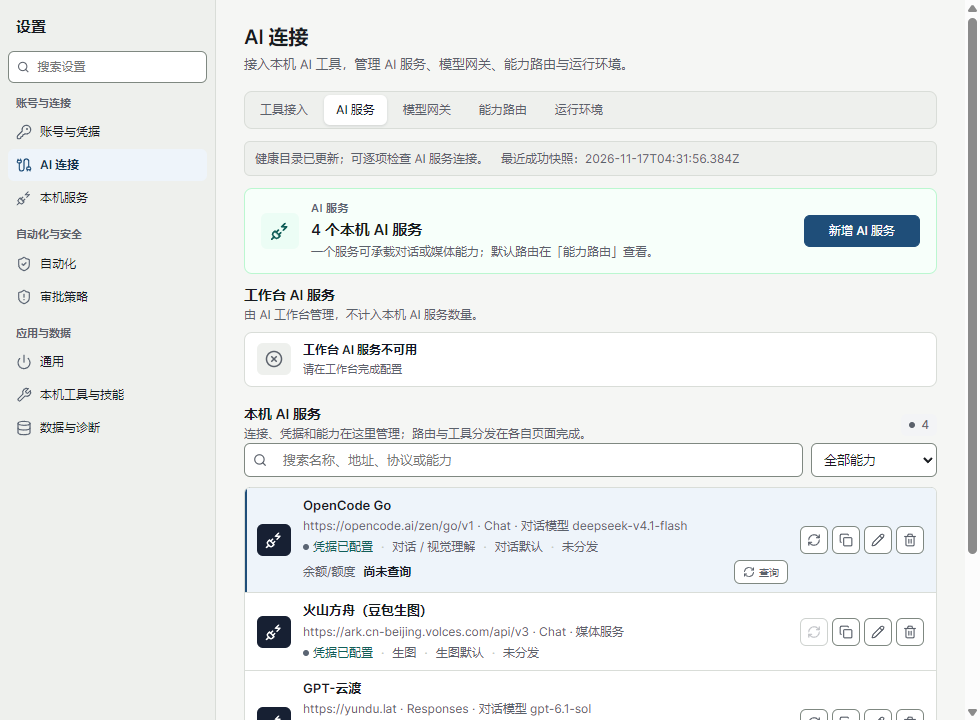 设置
搜索设置
账号与连接
账号与凭据
AI 连接
本机服务
自动化与安全
自动化
审批策略
应用与数据
通用
本机工具与技能
数据与诊断
AI 连接
接入本机 AI 工具，管理 AI 服务、模型网关、能力路由与运行环境。
工具接入 AI 服务 模型网关 能力路由 运行环境
健康目录已更新；可逐项检查 AI 服务连接。 最近成功快照：2026-11-17T04:31:56.384Z
AI 服务
4 个本机 AI 服务
一个服务可承载对话或媒体能力；默认路由在「能力路由」查看。
新增 AI 服务
工作台 AI 服务
由 AI 工作台管理，不计入本机 AI 服务数量。
工作台 AI 服务不可用
请在工作台完成配置
本机 AI 服务
连接、凭据和能力在这里管理；路由与工具分发在各自页面完成。
● 4
搜索名称、地址、协议或能力
全部能力
OpenCode Go
https://opencode.ai/zen/go/v1 · Chat · 对话模型 deepseek-v4.1-flash
● 凭据已配置 · 对话 / 视觉理解 · 对话默认 · 未分发
余额/额度 尚未查询
查询
火山方舟（豆包生图）
https://ark.cn-beijing.volces.com/api/v3 · Chat · 媒体服务
● 凭据已配置 · 生图 · 生图默认 · 未分发
GPT-云渡
https://yundu.lat · Responses · 对话模型 gpt-6.1-sol